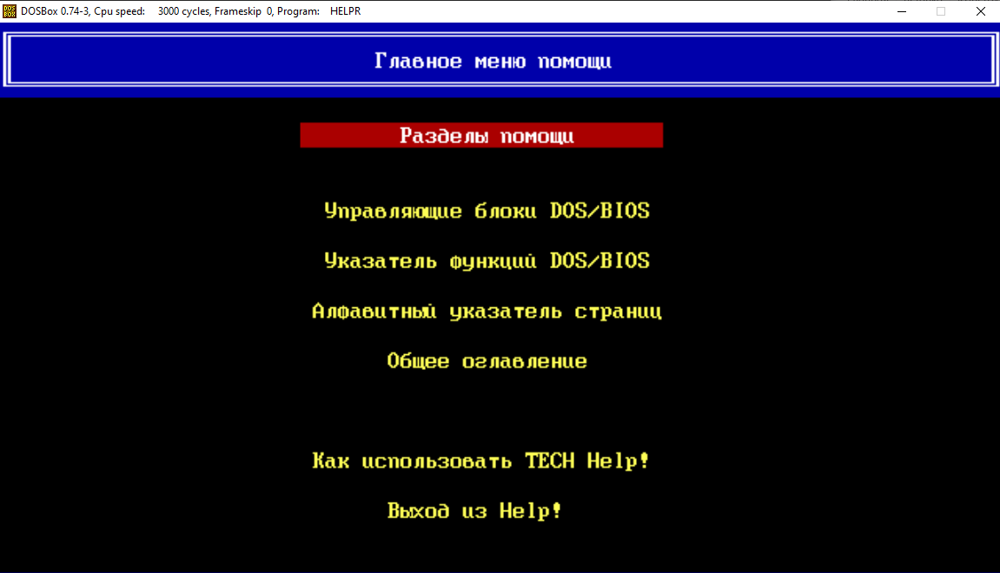 DOSBox 0.74-3, Cpu speed: 3000 cycles, Frameskip 0, Program: HELPR
Главное меню помощи
Разделы помощи
Управляющие блоки DOS/BIOS
Указатель функций DOS/BIOS
Алфавитный указатель страниц
Общее оглавление
Как использовать TECH Help!
Выход из Help!